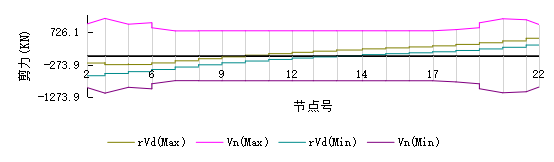 剪力(KN)
726.1
-273.9
-1273.9
2 6 9 12 14 17 22
节点号
rVd(Max) Vn(Max) rVd(Min) Vn(Min)